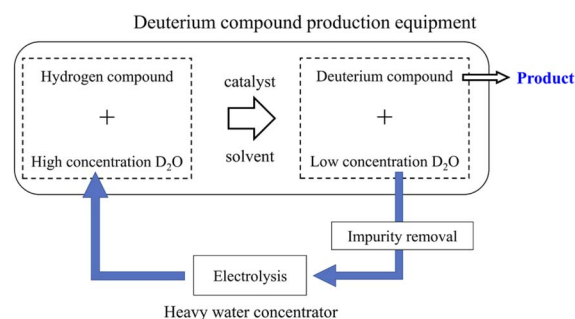 Deuterium compound production equipment
Hydrogen compound
+
High concentration D₂O
catalyst
solvent
Deuterium compound
+
Low concentration D₂O
Product
Impurity removal
Electrolysis
Heavy water concentrator